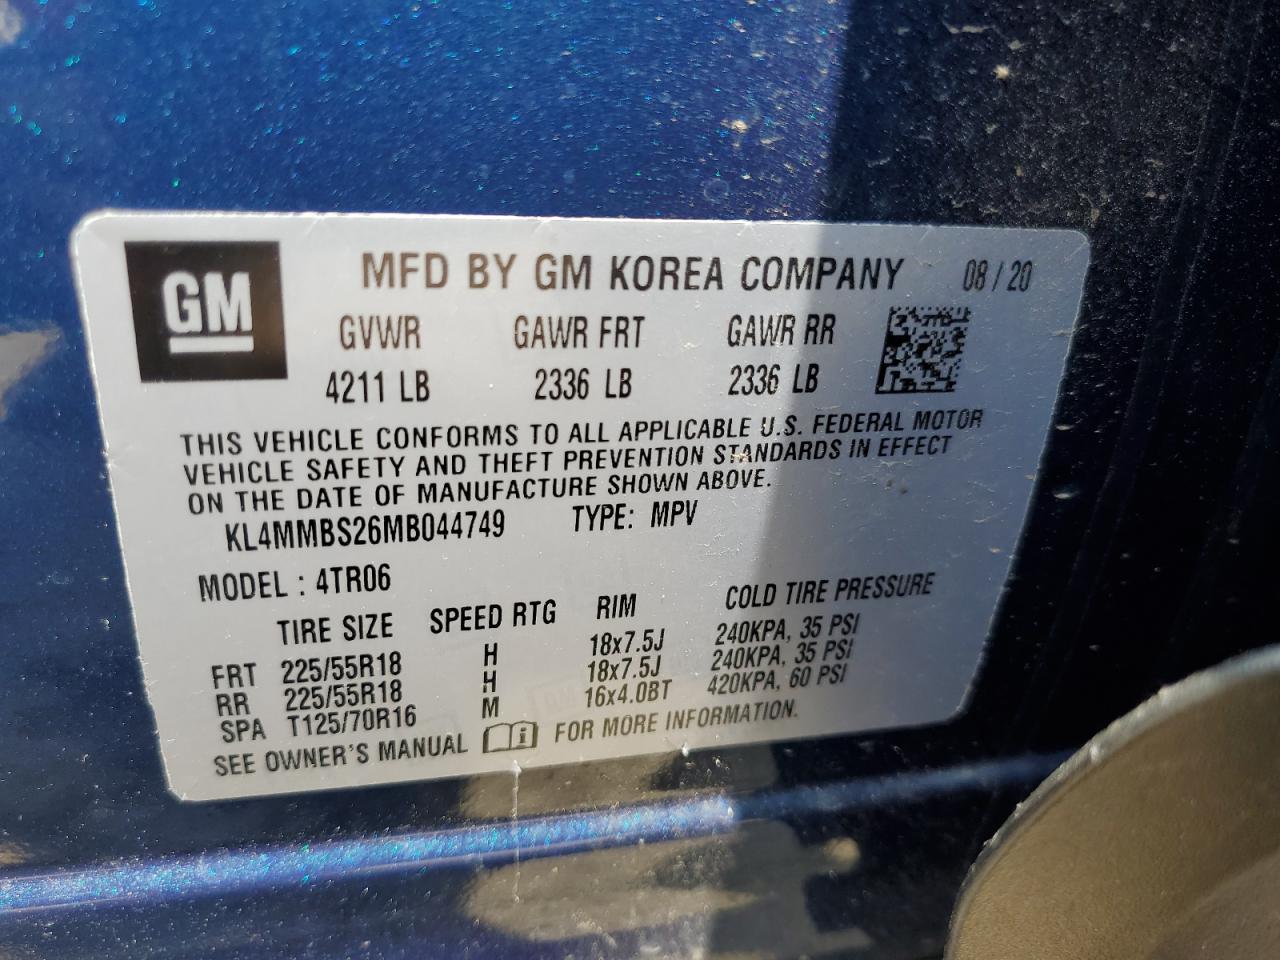 GM
MFD BY GM KOREA COMPANY 08 / 20
GVWR GAWR FRT GAWR RR
4211 LB 2336 LB 2336 LB
THIS VEHICLE CONFORMS TO ALL APPLICABLE U.S. FEDERAL MOTOR
VEHICLE SAFETY AND THEFT PREVENTION STANDARDS IN EFFECT
ON THE DATE OF MANUFACTURE SHOWN ABOVE.
KL4MMBS26MB044749 TYPE: MPV
MODEL : 4TR06
TIRE SIZE SPEED RTG RIM COLD TIRE PRESSURE
FRT 225/55R18 H 18x7.5J 240KPA, 35 PSI
RR 225/55R18 H 18x7.5J 240KPA, 35 PSI
SPA T125/70R16 M 16x4.0BT 420KPA, 60 PSI
SEE OWNER'S MANUAL i FOR MORE INFORMATION.